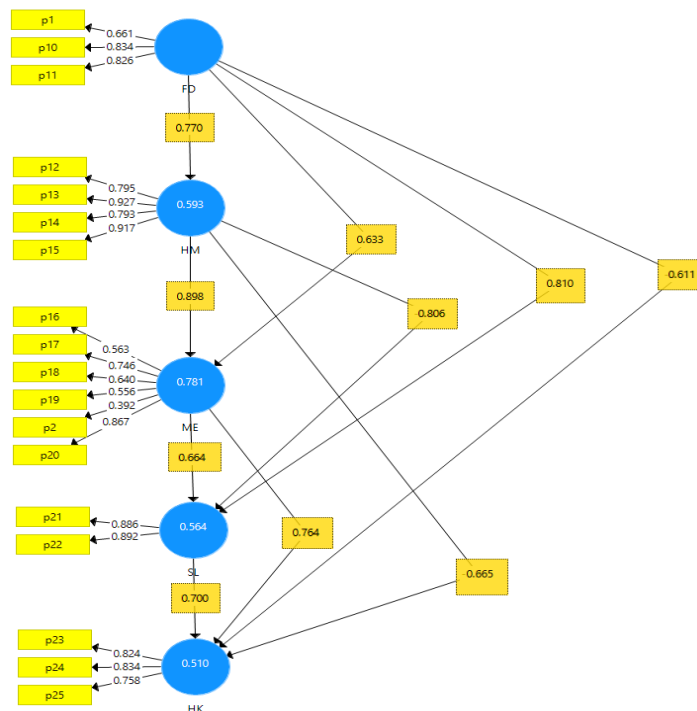 p1
0.661
p10
0.834
p11
0.826
FD
0.770
p12
0.795
p13
0.927
p14
0.793
p15
0.917
0.593
HM
0.633
0.611
0.810
0.898
0.806
p16
0.563
p17
0.746
p18
0.640
p19
0.556
p2
0.392
p20
0.867
0.781
ME
0.664
p21
0.886
p22
0.892
0.564
SL
0.764
0.665
0.700
p23
0.824
p24
0.834
p25
0.758
0.510
HK